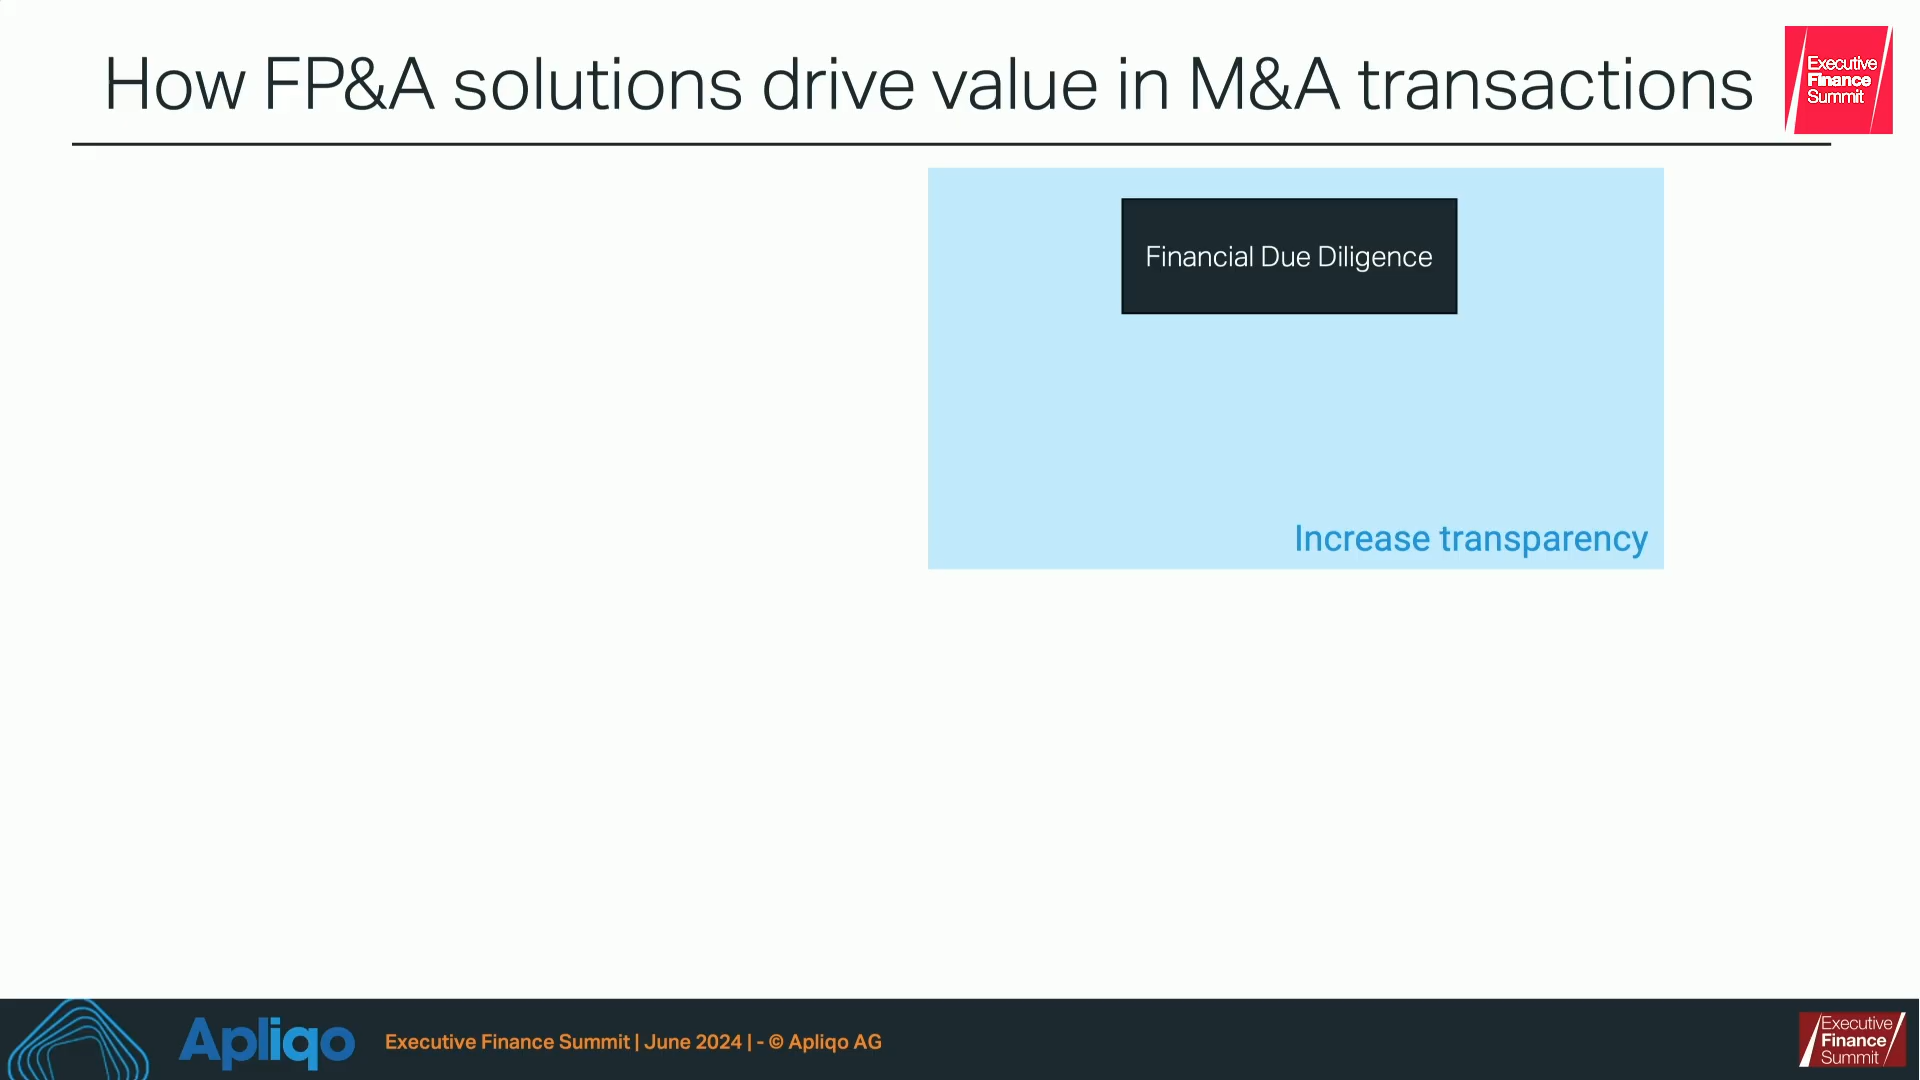 How FP&A solutions drive value in M&A transactions
Executive
Finance
Summit
Financial Due Diligence
Increase transparency
Apliqo
Executive Finance Summit | June 2024 | - © Apliqo AG
Executive
Finance
Summit